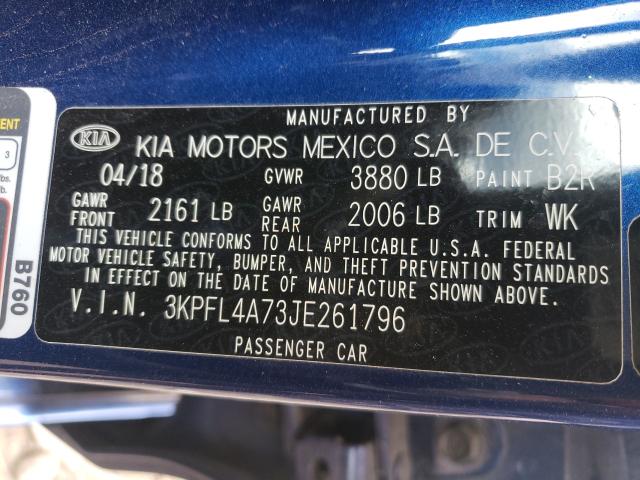 MANUFACTURED BY
KIA KIA MOTORS MEXICO S.A. DE C.V.
04/18 GVWR 3880 LB PAINT B2R
GAWR FRONT 2161 LB GAWR REAR 2006 LB TRIM WK
THIS VEHICLE CONFORMS TO ALL APPLICABLE U.S.A. FEDERAL
MOTOR VEHICLE SAFETY, BUMPER, AND THEFT PREVENTION STANDARDS
IN EFFECT ON THE DATE OF MANUFACTURE SHOWN ABOVE.
V.I.N. 3KPFL4A73JE261796
PASSENGER CAR
3
B760